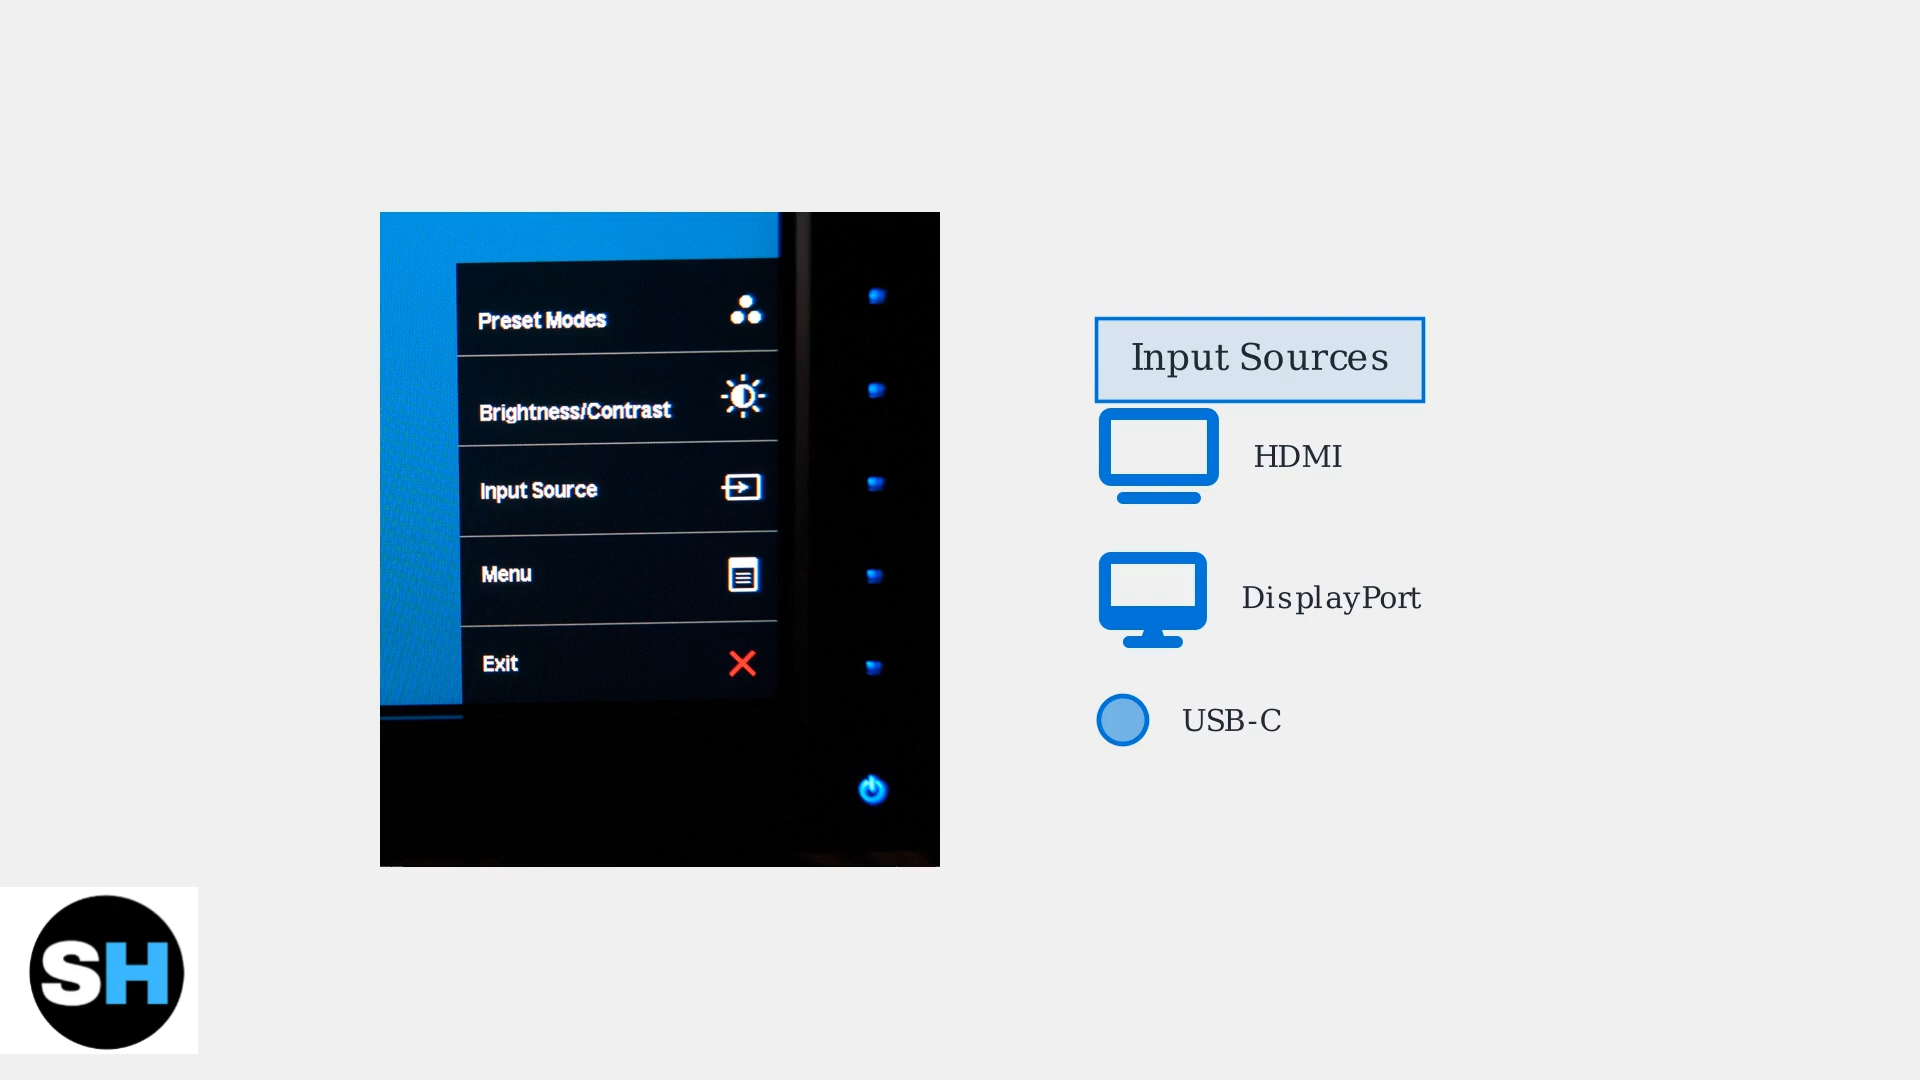 Preset Modes
Brightness/Contrast
Input Source
Menu
Exit
Input Sources
HDMI
DisplayPort
USB-C
SH